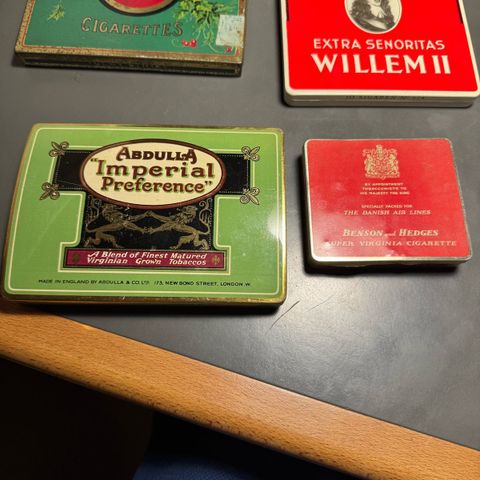 CIGARETTES
EXTRA SENORITAS
WILLEM II
ABDULLA
"Imperial
Preference"
A Blend of Finest Matured
Virginian Grown Tobaccos
MADE IN ENGLAND BY ABDULLA & CO LTD. 173, NEW BOND STREET, LONDON. W.
BY APPOINTMENT
TOBACCONISTS TO
HIS MAJESTY THE KING
SPECIALLY PACKED FOR
THE DANISH AIR LINES
BENSON and HEDGES
SUPER VIRGINIA CIGARETTE